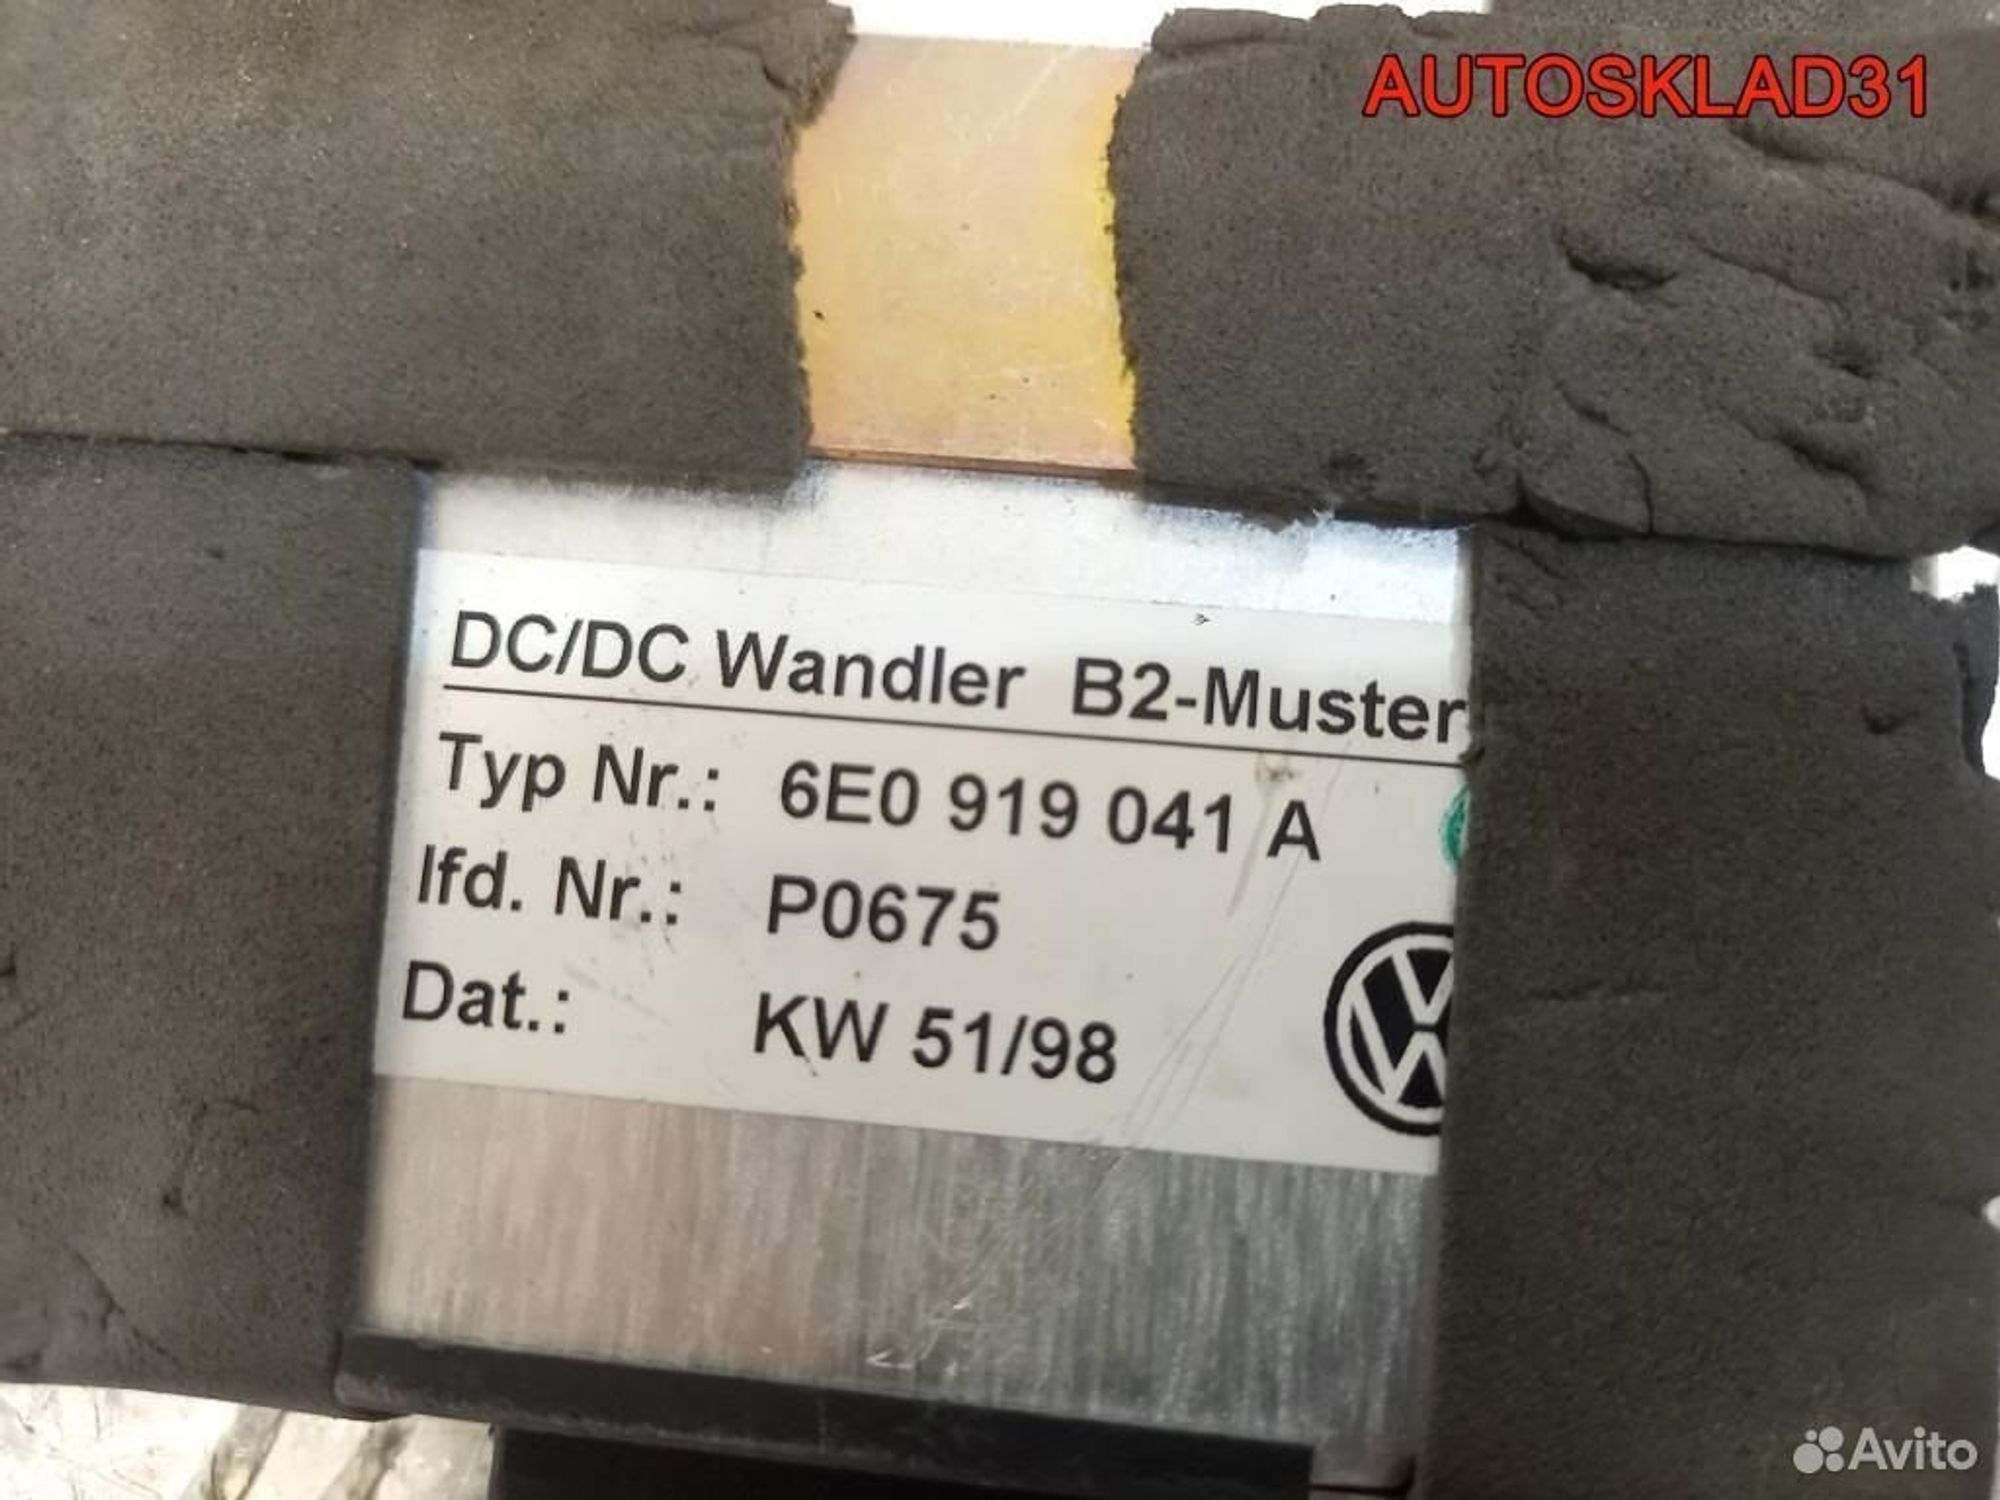 AUTOSKLAD31
DC/DC Wandler B2-Muster
Typ Nr.: 6E0 919 041 A
lfd. Nr.: P0675
Dat.: KW 51/98
Avito